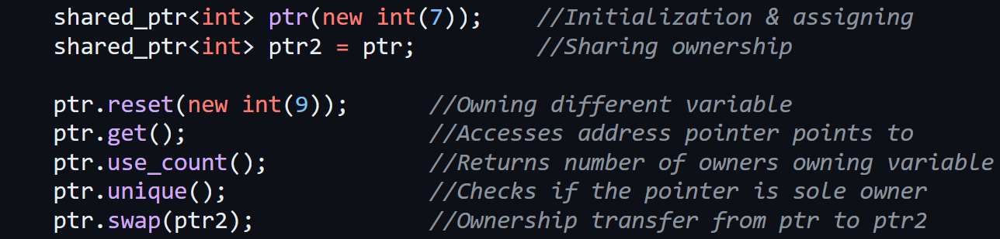 shared_ptr<int> ptr(new int(7));    //Initialization & assigning
shared_ptr<int> ptr2 = ptr;         //Sharing ownership
ptr.reset(new int(9));      //Owning different variable
ptr.get();                  //Accesses address pointer points to
ptr.use_count();            //Returns number of owners owning variable
ptr.unique();               //Checks if the pointer is sole owner
ptr.swap(ptr2);             //Ownership transfer from ptr to ptr2